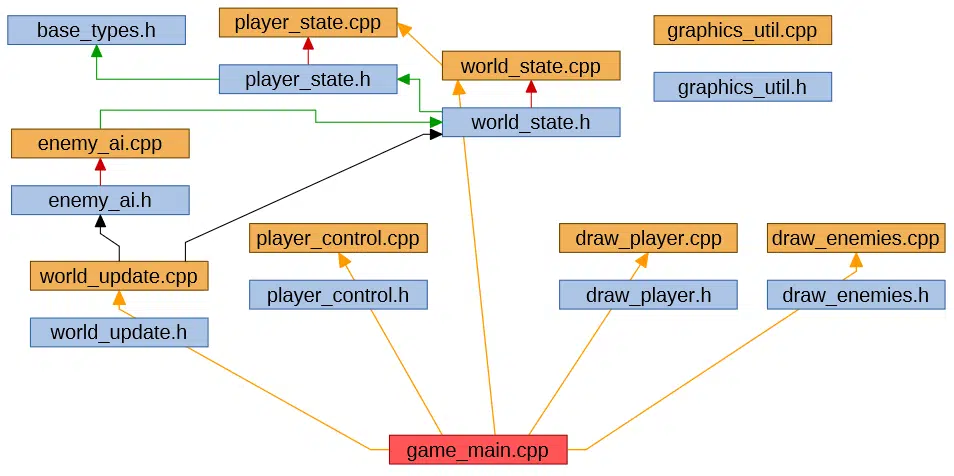 player_state.cpp
base_types.h
graphics_util.cpp
world_state.cpp
player_state.h
graphics_util.h
world_state.h
enemy_ai.cpp
enemy_ai.h
player_control.cpp
draw_player.cpp
draw_enemies.cpp
world_update.cpp
player_control.h
draw_player.h
draw_enemies.h
world_update.h
game_main.cpp